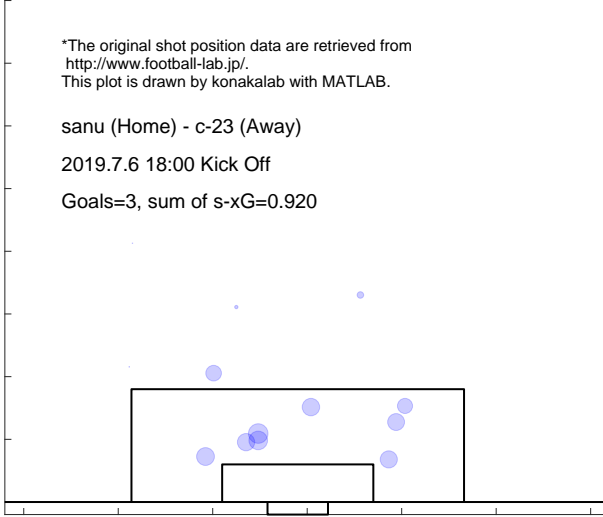 *The original shot position data are retrieved from
http://www.football-lab.jp/.
This plot is drawn by konakalab with MATLAB.
sanu (Home) - c-23 (Away)
2019.7.6 18:00 Kick Off
Goals=3, sum of s-xG=0.920